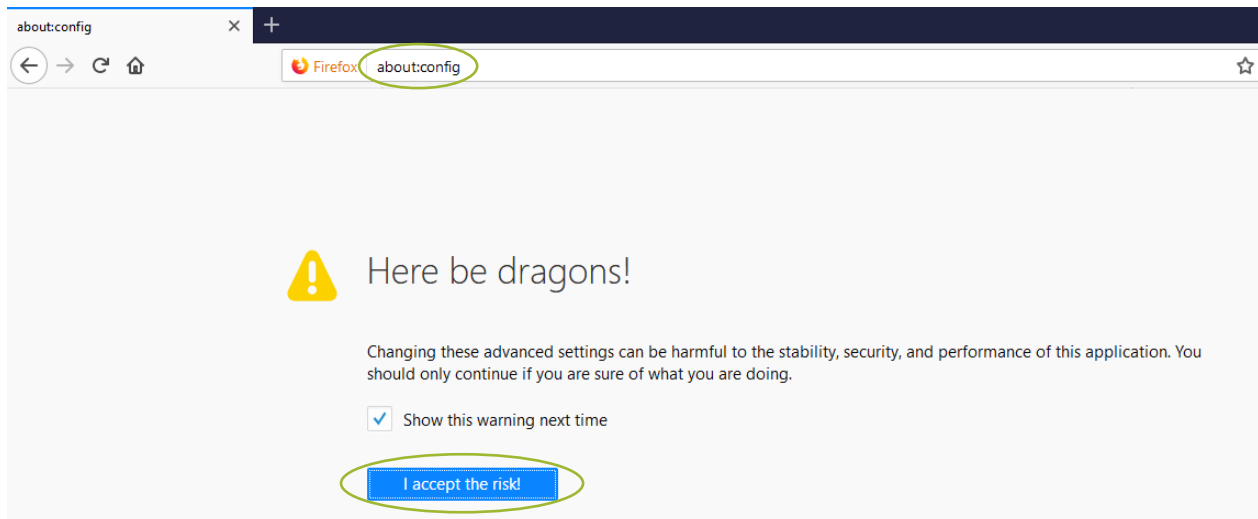 about:config
Firefox about:config
Here be dragons!
Changing these advanced settings can be harmful to the stability, security, and performance of this application. You
should only continue if you are sure of what you are doing.
Show this warning next time
I accept the risk!